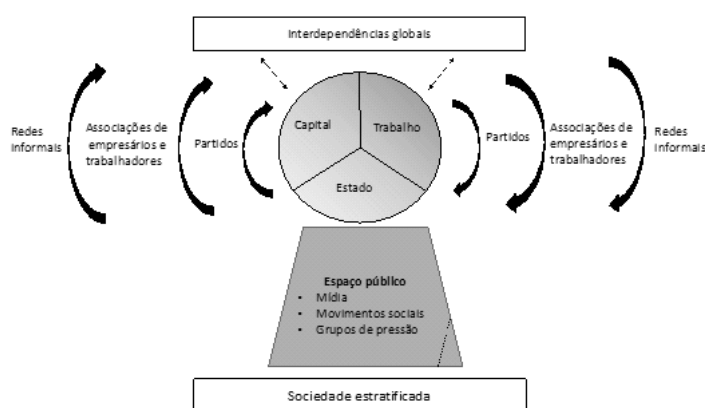 Interdependências globais
Redes
Informais
Associações de
empresários e
trabalhadores
Partidos
Capital
Trabalho
Estado
Partidos
Associações de
empresários e
trabalhadores
Redes
Informais
Espaço público
• Mídia
• Movimentos sociais
• Grupos de pressão
Sociedade estratificada